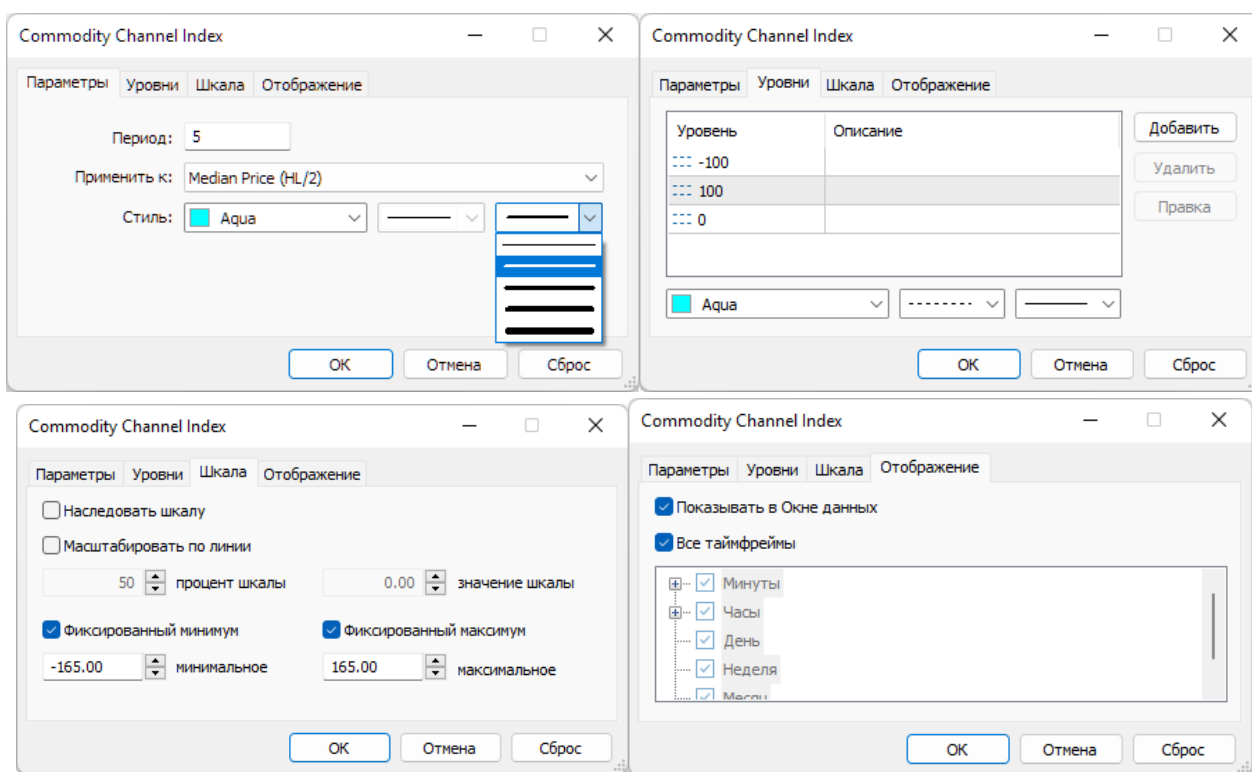 Commodity Channel Index
Параметры Уровни Шкала Отображение
Период: 5
Применить к: Median Price (HL/2)
Стиль: Aqua
OK Отмена Сброс
Commodity Channel Index
Параметры Уровни Шкала Отображение
Уровень Описание
-100
100
0
Добавить
Удалить
Правка
Aqua
OK Отмена Сброс
Commodity Channel Index
Параметры Уровни Шкала Отображение
Наследовать шкалу
Масштабировать по линии
50 процент шкалы 0.00 значение шкалы
Фиксированный минимум Фиксированный максимум
-165.00 минимальное 165.00 максимальное
OK Отмена Сброс
Commodity Channel Index
Параметры Уровни Шкала Отображение
Показывать в Окне данных
Все таймфреймы
Минуты
Часы
День
Неделя
Месяц
OK Отмена Сброс